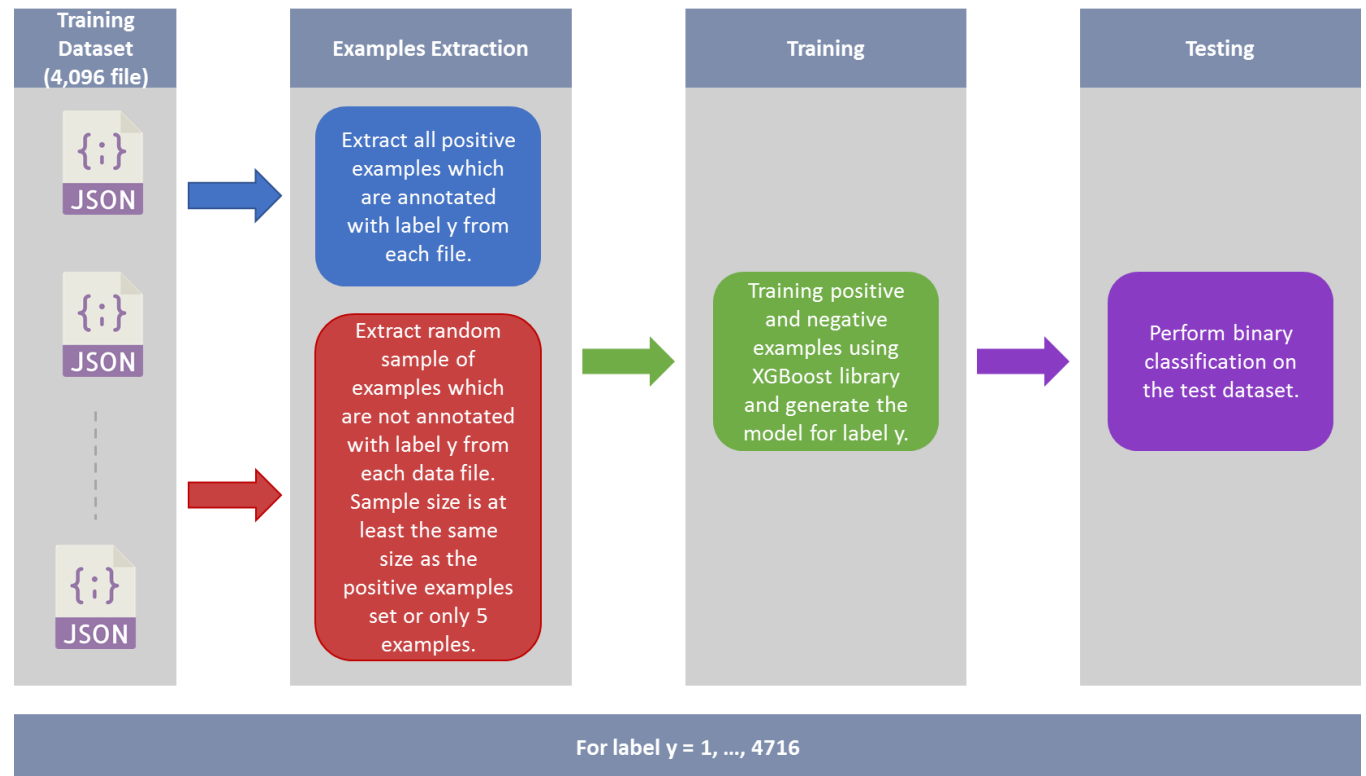 Training
Dataset
(4,096 file)
Examples Extraction
Training
Testing
{;}
JSON
{;}
JSON
{;}
JSON
Extract all positive
examples which
are annotated
with label y from
each file.
Extract random
sample of
examples which
are not annotated
with label y from
each data file.
Sample size is at
least the same
size as the
positive examples
set or only 5
examples.
Training positive
and negative
examples using
XGBoost library
and generate the
model for label y.
Perform binary
classification on
the test dataset.
For label y = 1, ..., 4716